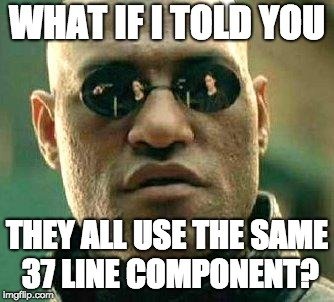 WHAT IF I TOLD YOU
THEY ALL USE THE SAME
37 LINE COMPONENT?
imgflip.com